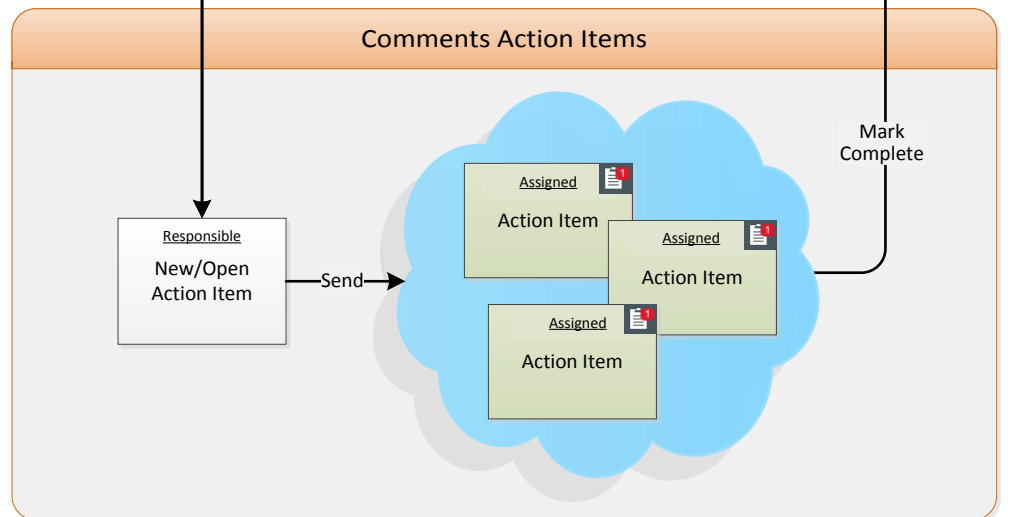 Comments Action Items
Mark
Complete
Responsible
New/Open
Action Item
Send
Assigned
1
Action Item
Assigned
1
Action Item
Assigned
1
Action Item